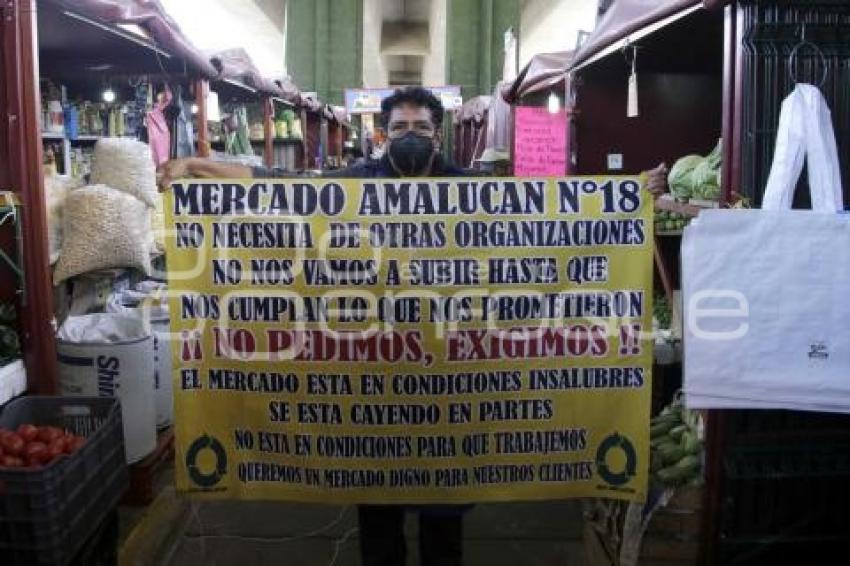 MERCADO AMALUCAN N°18
NO NECESITA DE OTRAS ORGANIZACIONES
NO NOS VAMOS A SUBIR HASTA QUE
NOS CUMPLAN LO QUE NOS PROMETIERON
¡¡ NO PEDIMOS, EXIGIMOS !!
EL MERCADO ESTA EN CONDICIONES INSALUBRES
SE ESTA CAYENDO EN PARTES
NO ESTA EN CONDICIONES PARA QUE TRABAJEMOS
QUEREMOS UN MERCADO DIGNO PARA NUESTROS CLIENTES